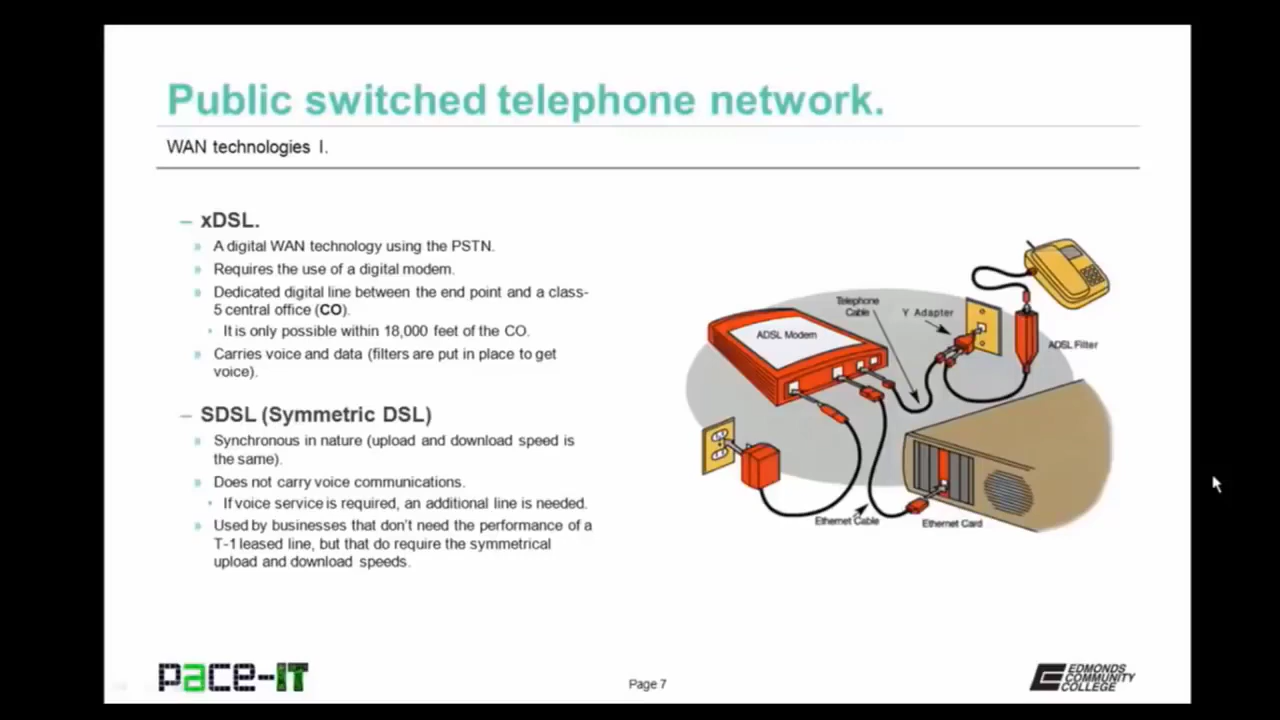 Public switched telephone network.
WAN technologies I.
– xDSL.
» A digital WAN technology using the PSTN.
» Requires the use of a digital modem.
» Dedicated digital line between the end point and a class-
5 central office (CO).
• It is only possible within 18,000 feet of the CO.
» Carries voice and data (filters are put in place to get
voice).
– SDSL (Symmetric DSL)
» Synchronous in nature (upload and download speed is
the same).
» Does not carry voice communications.
• If voice service is required, an additional line is needed.
» Used by businesses that don't need the performance of a
T-1 leased line, but that do require the symmetrical
upload and download speeds.
Telephone
Cable
Y Adapter
ADSL Modem
ADSL Filter
Ethernet Cable
Ethernet Card
pace-IT
Page 7
EDMONDS
COMMUNITY
COLLEGE